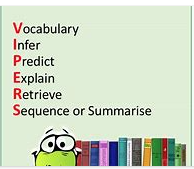 Vocabulary
Infer
Predict
Explain
Retrieve
Sequence or Summarise